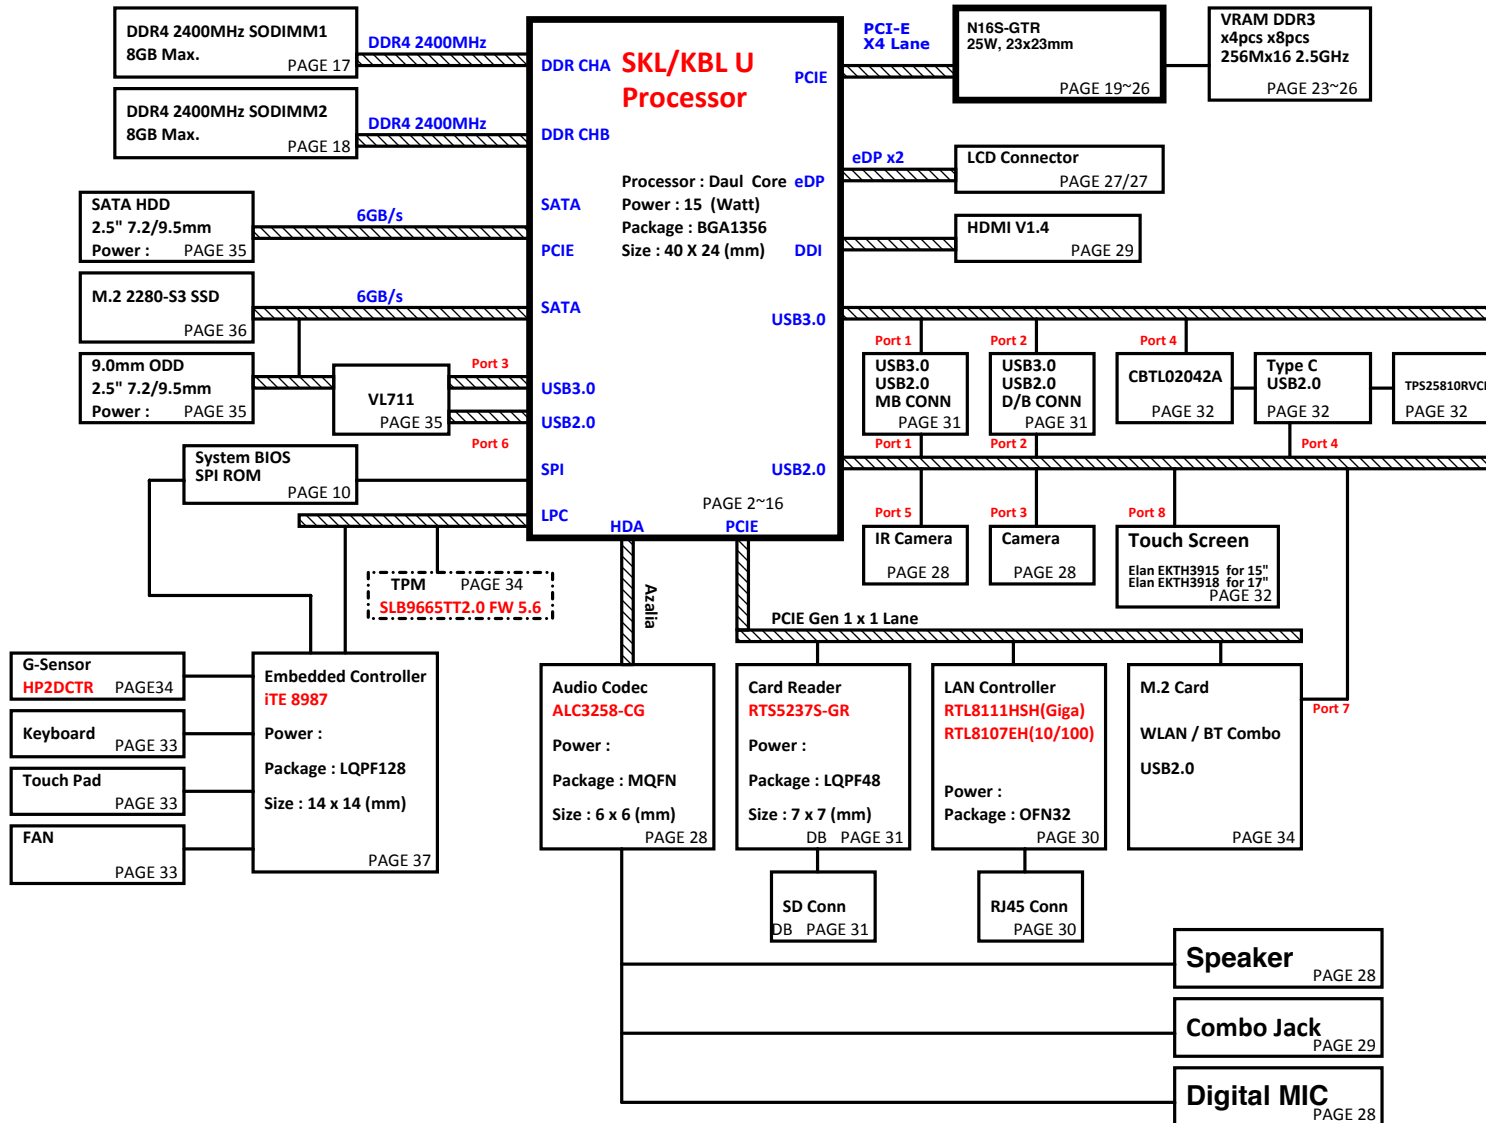 DDR4 2400MHz SODIMM1
8GB Max.
PAGE 17
DDR4 2400MHz
DDR4 2400MHz SODIMM2
8GB Max.
PAGE 18
DDR4 2400MHz
SATA HDD
2.5" 7.2/9.5mm
Power :
PAGE 35
6GB/s
M.2 2280-S3 SSD
PAGE 36
6GB/s
9.0mm ODD
2.5" 7.2/9.5mm
Power :
PAGE 35
VL711
PAGE 35
Port 3
Port 6
System BIOS
SPI ROM
PAGE 10
TPM
PAGE 34
SLB9665TT2.0 FW 5.6
DDR CHA
SKL/KBL U
Processor
PCIE
DDR CHB
Processor : Daul Core
eDP
SATA
Power : 15 (Watt)
Package : BGA1356
PCIE
Size : 40 X 24 (mm)
DDI
SATA
USB3.0
USB3.0
USB2.0
SPI
USB2.0
PAGE 2~16
LPC
HDA
PCIE
PCI-E
X4 Lane
N16S-GTR
25W, 23x23mm
PAGE 19~26
VRAM DDR3
x4pcs x8pcs
256Mx16 2.5GHz
PAGE 23~26
eDP x2
LCD Connector
PAGE 27/27
HDMI V1.4
PAGE 29
Port 1
USB3.0
USB2.0
MB CONN
PAGE 31
Port 1
Port 2
USB3.0
USB2.0
D/B CONN
PAGE 31
Port 2
Port 4
CBTL02042A
PAGE 32
Type C
USB2.0
PAGE 32
Port 4
PAGE 32
Port 5
IR Camera
PAGE 28
Port 3
Camera
PAGE 28
Port 8
Touch Screen
Elan EKTH3915 for 15"
Elan EKTH3918 for 17"
PAGE 32
Azalia
PCIE Gen 1 x 1 Lane
G-Sensor
HP2DCTR
PAGE34
Keyboard
PAGE 33
Touch Pad
PAGE 33
FAN
PAGE 33
Embedded Controller
iTE 8987
Power :
Package : LQPF128
Size : 14 x 14 (mm)
PAGE 37
Audio Codec
ALC3258-CG
Power :
Package : MQFN
Size : 6 x 6 (mm)
PAGE 28
Card Reader
RTS5237S-GR
Power :
Package : LQPF48
Size : 7 x 7 (mm)
DB PAGE 31
LAN Controller
RTL8111HSH(Giga)
RTL8107EH(10/100)
Power :
Package : OFN32
PAGE 30
M.2 Card
WLAN / BT Combo
USB2.0
PAGE 34
Port 7
SD Conn
DB PAGE 31
RJ45 Conn
PAGE 30
Speaker
PAGE 28
Combo Jack
PAGE 29
Digital MIC
PAGE 28